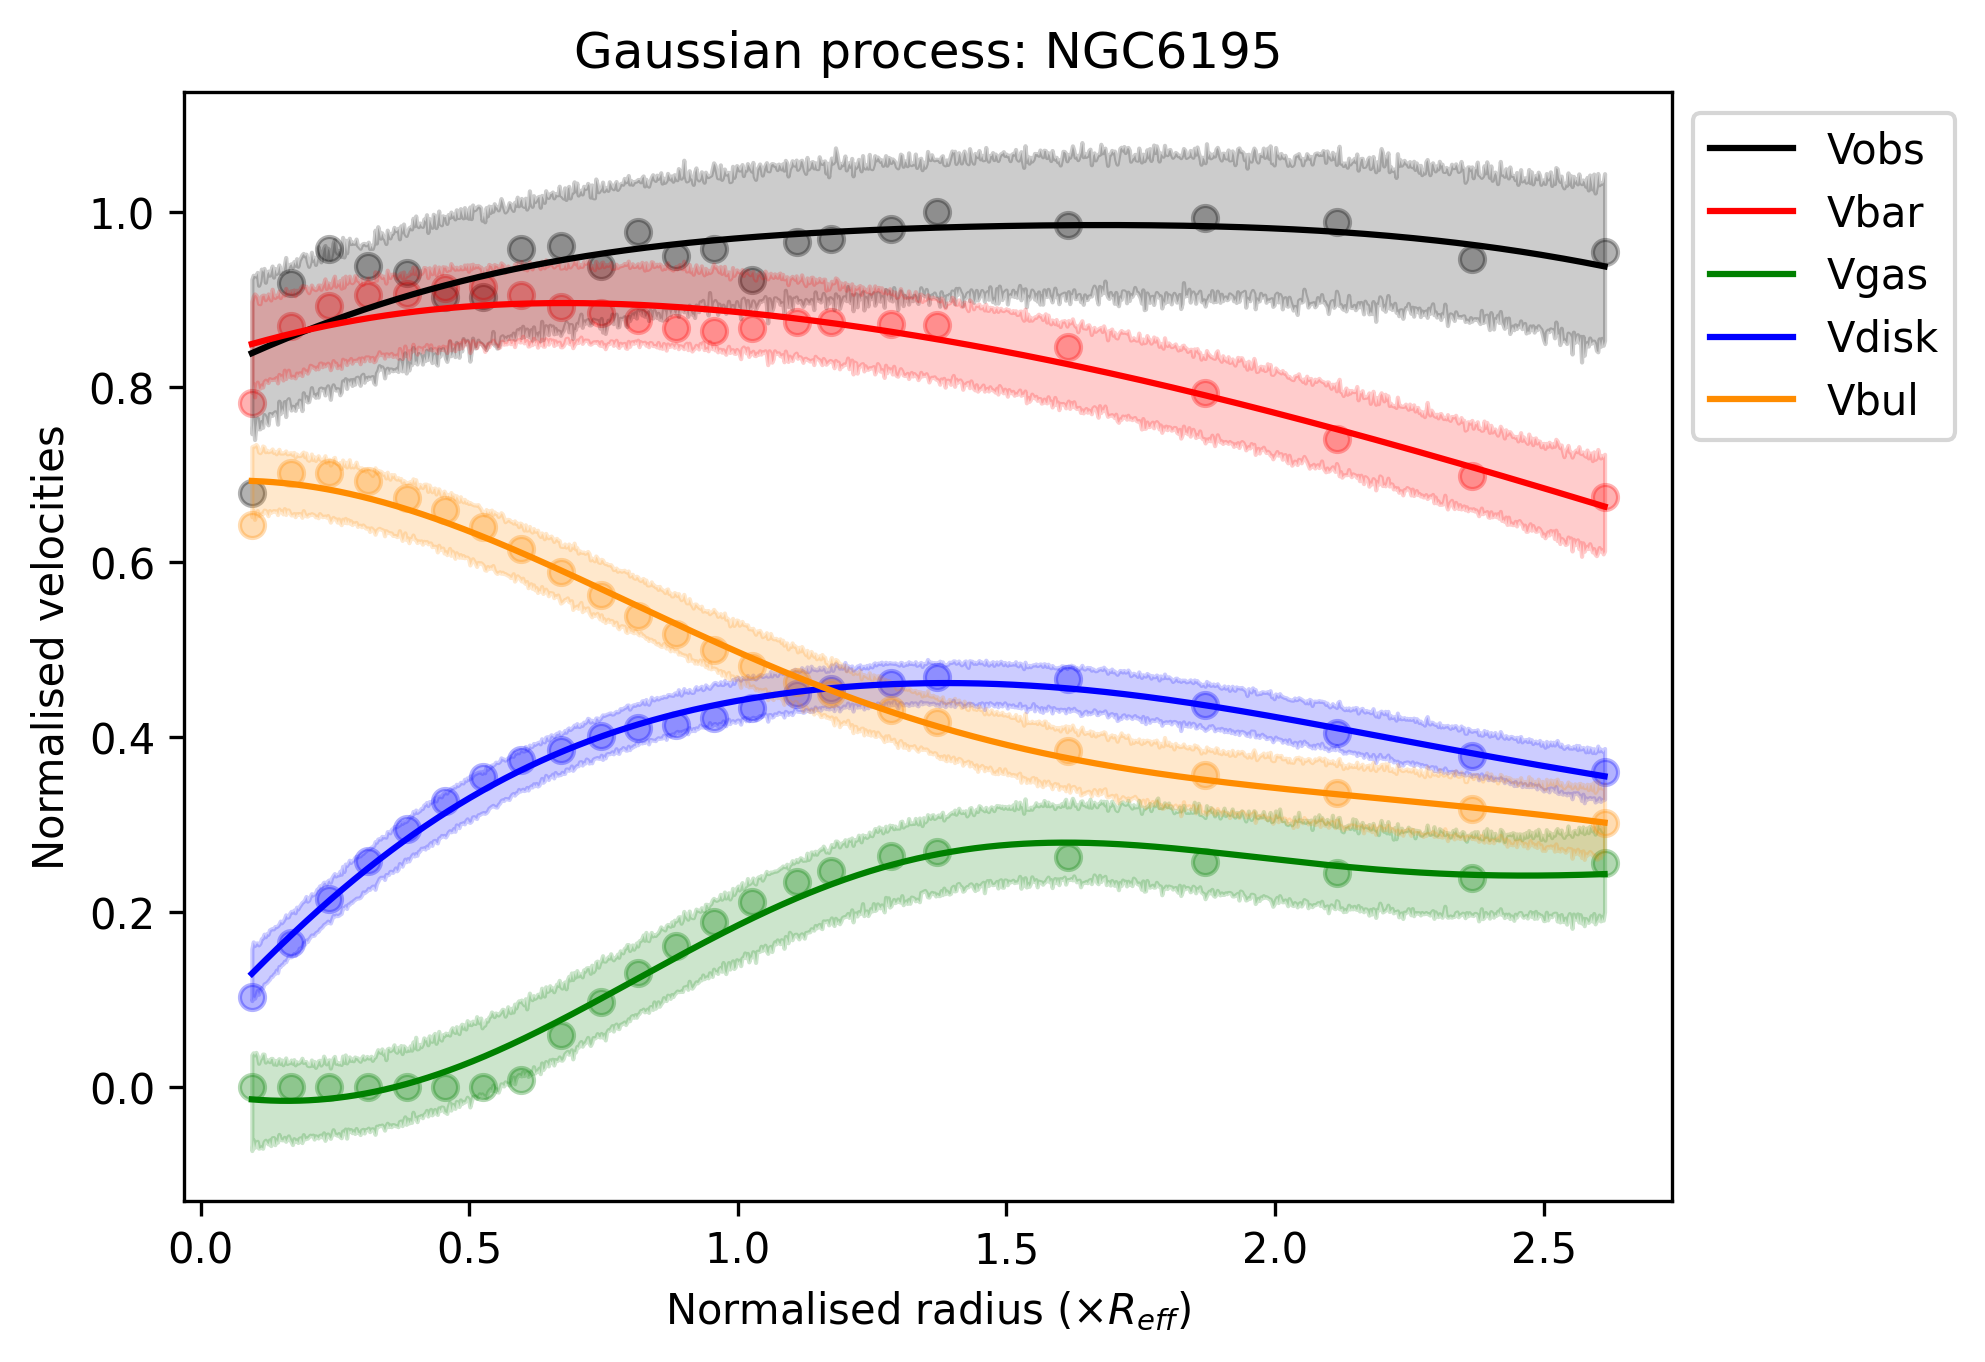 Gaussian process: NGC6195
Vobs
Vbar
Vgas
Vdisk
Vbul
Normalised velocities
1.0
0.8
0.6
0.4
0.2
0.0
0.0 0.5 1.0 1.5 2.0 2.5
Normalised radius (×R_eff)